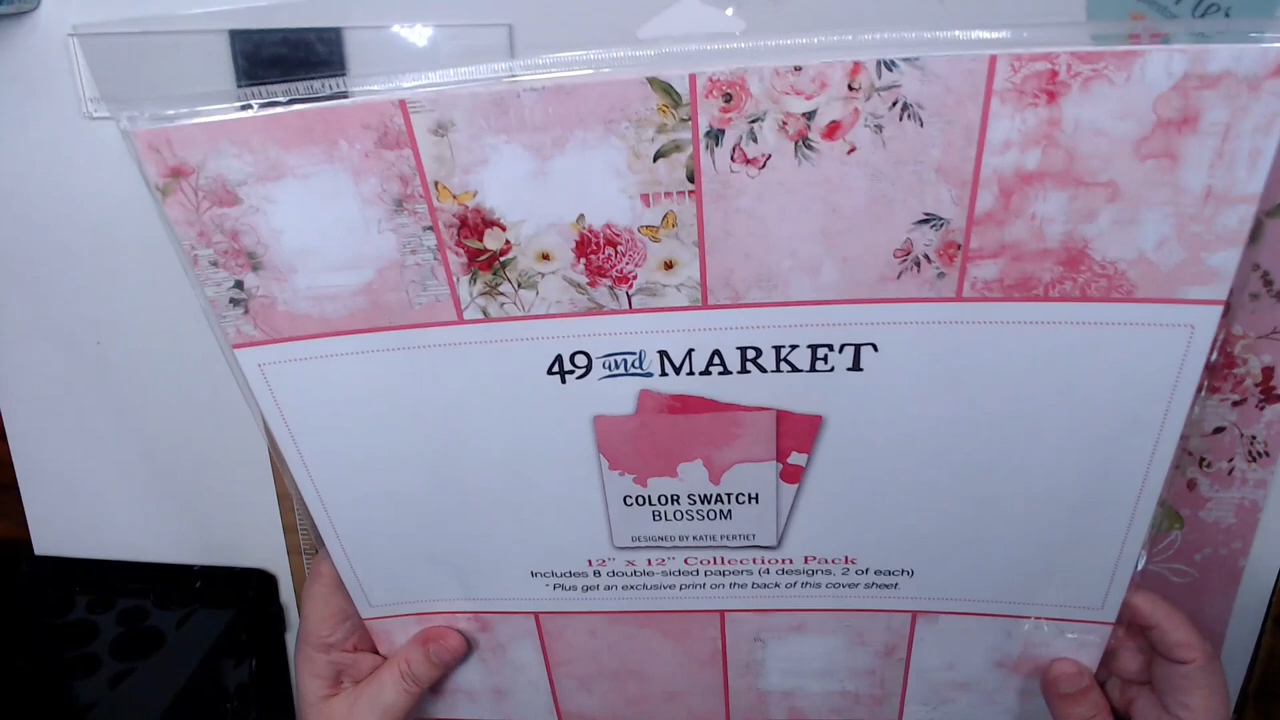 49 and MARKET
COLOR SWATCH
BLOSSOM
DESIGNED BY KATIE PERTIET
12" x 12" Collection Pack
Includes 8 double-sided papers (4 designs, 2 of each)
* Plus get an exclusive print on the back of this cover sheet.